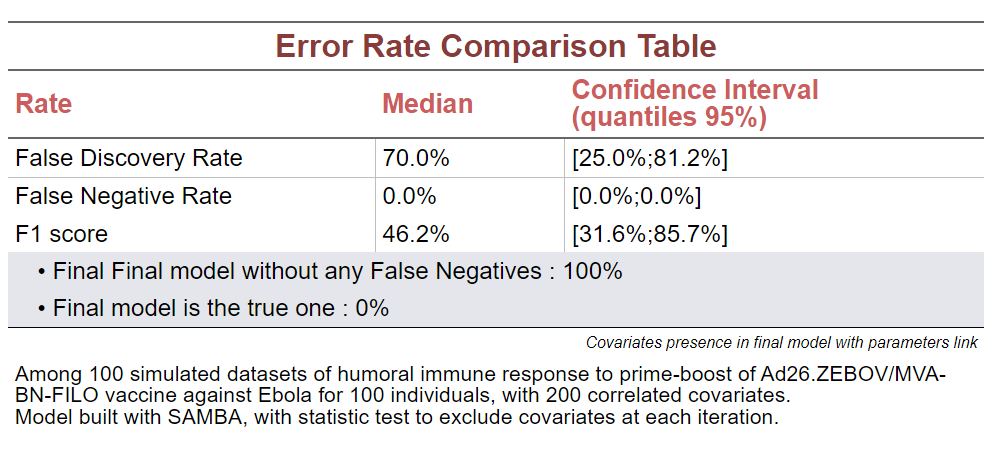 Error Rate Comparison Table
Rate Median Confidence Interval
(quantiles 95%)
False Discovery Rate 70.0% [25.0%;81.2%]
False Negative Rate 0.0% [0.0%;0.0%]
F1 score 46.2% [31.6%;85.7%]
• Final Final model without any False Negatives : 100%
• Final model is the true one : 0%
Covariates presence in final model with parameters link
Among 100 simulated datasets of humoral immune response to prime-boost of Ad26.ZEBOV/MVA-
BN-FILO vaccine against Ebola for 100 individuals, with 200 correlated covariates.
Model built with SAMBA, with statistic test to exclude covariates at each iteration.